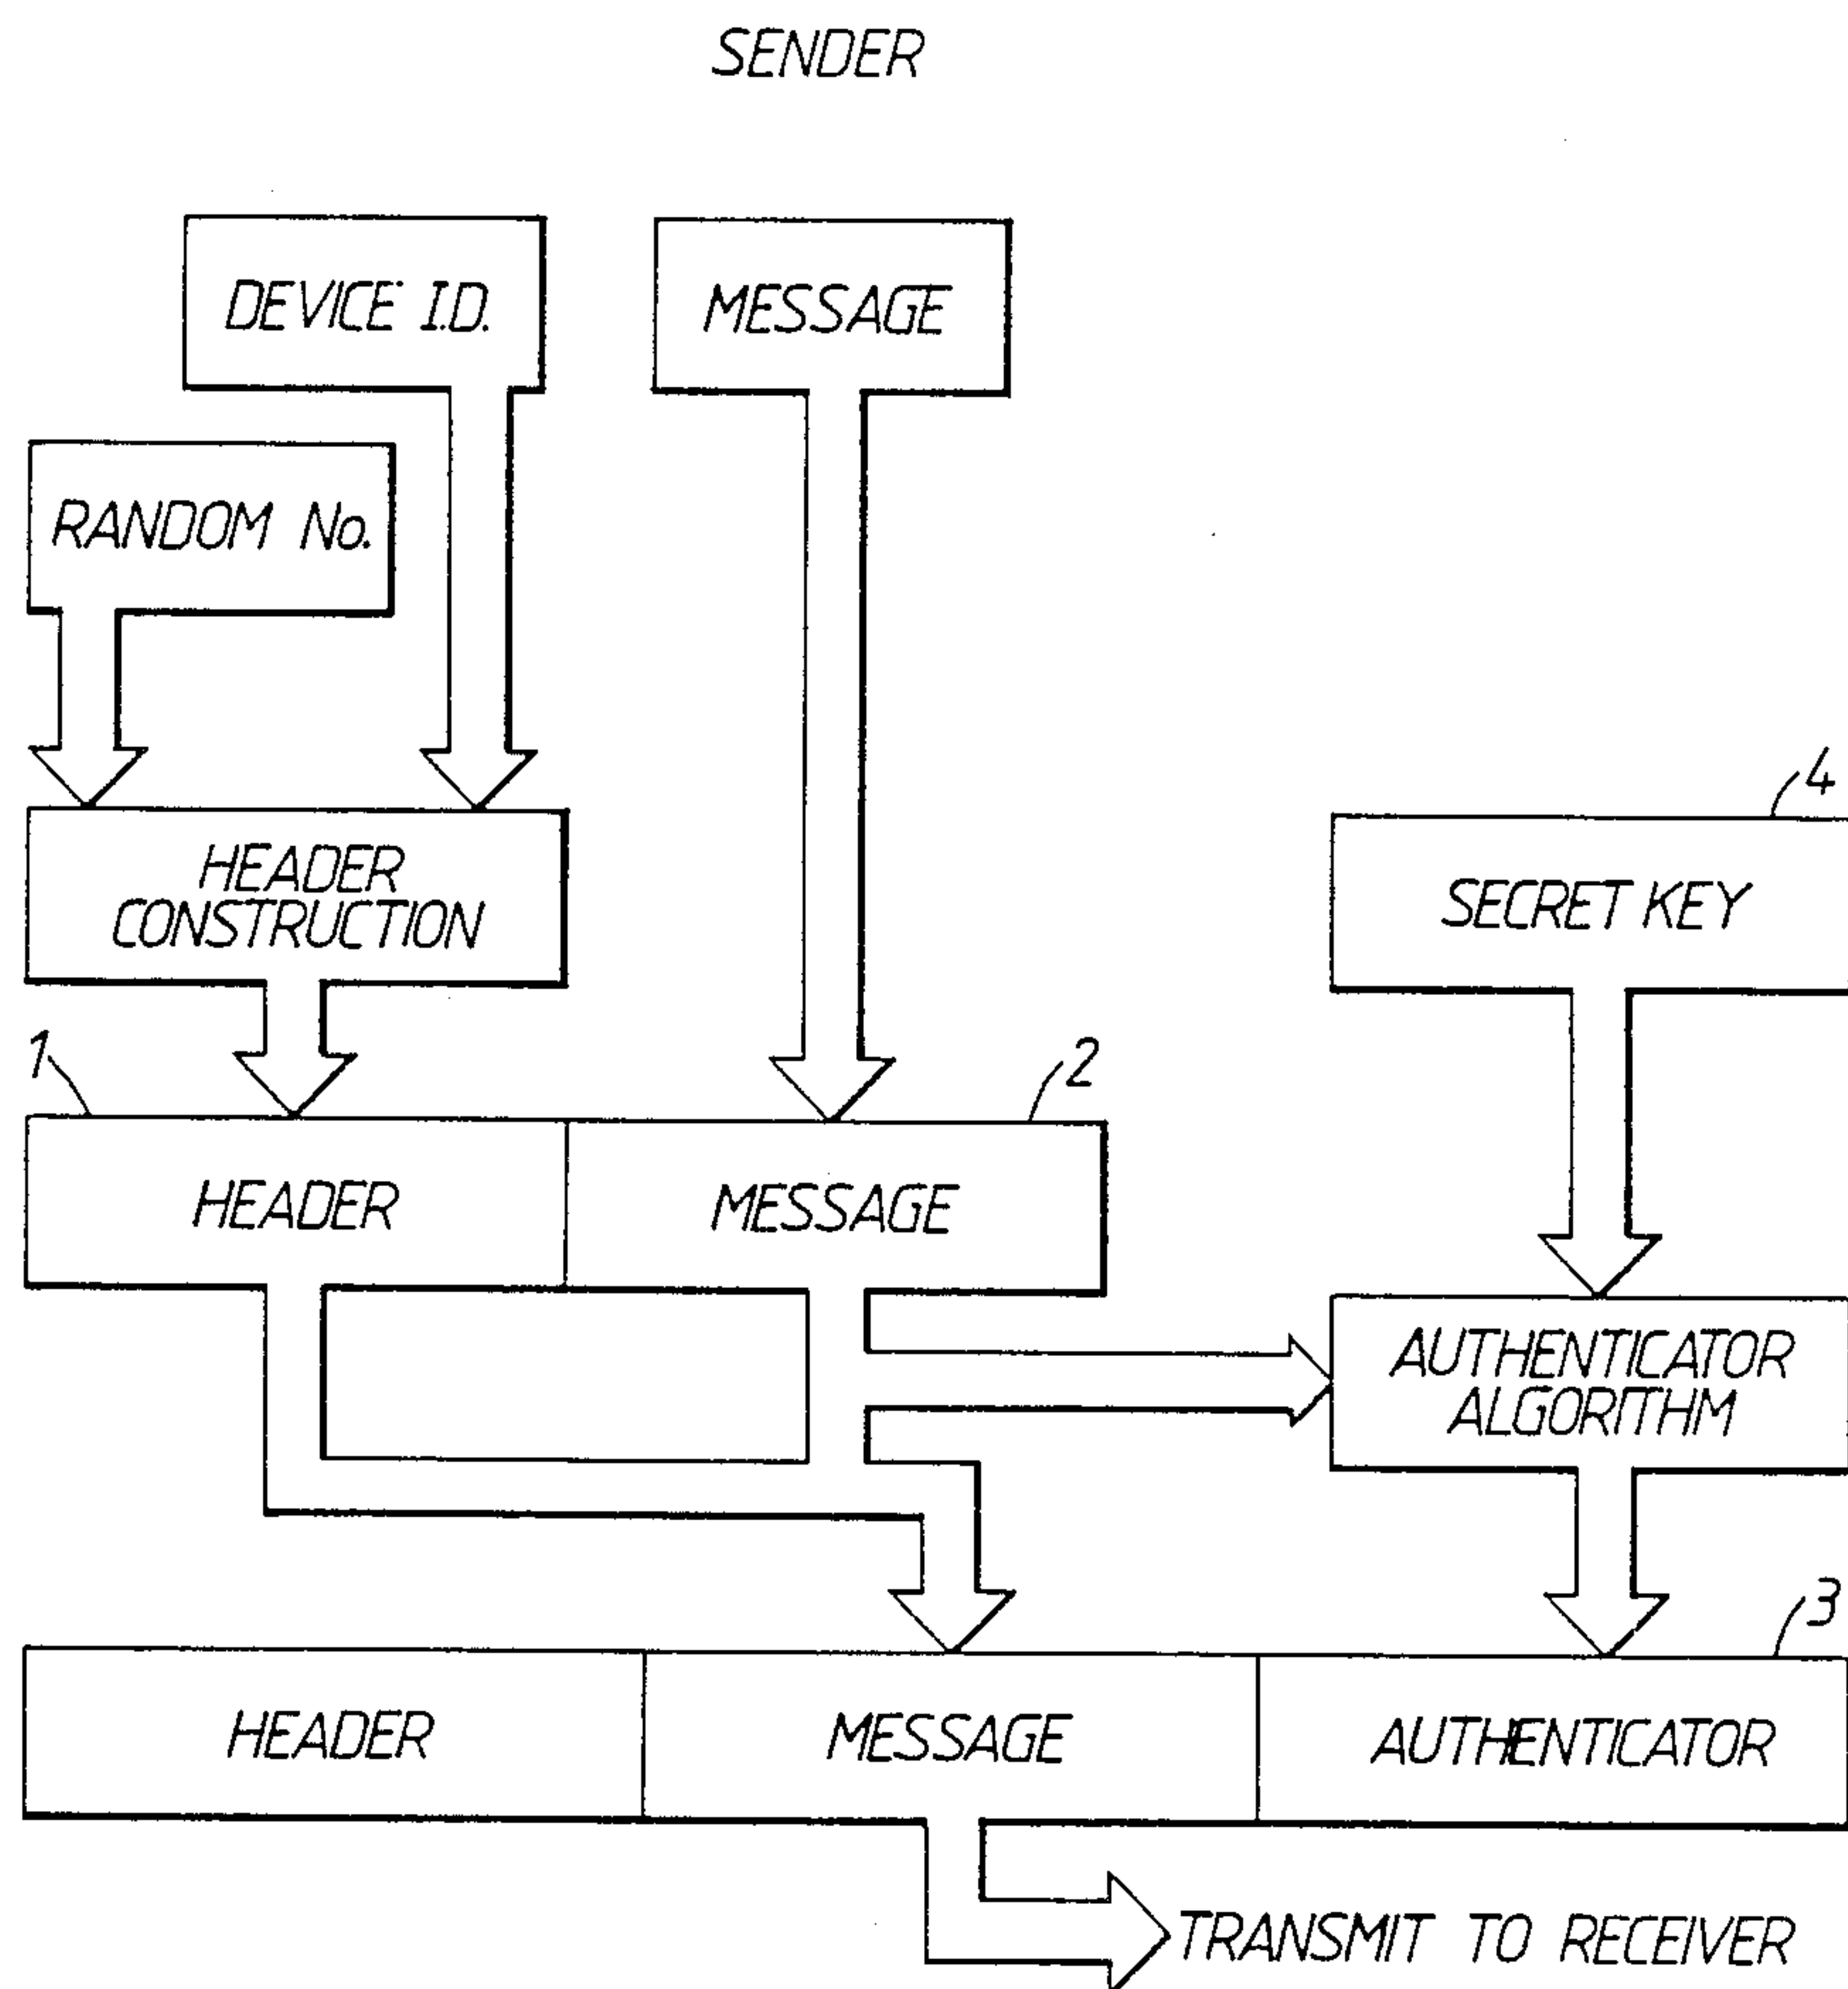 SENDER
DEVICE I.D.
MESSAGE
RANDOM No.
HEADER
CONSTRUCTION
4
SECRET KEY
1
2
HEADER
MESSAGE
AUTHENTICATOR
ALGORITHM
3
HEADER
MESSAGE
AUTHENTICATOR
TRANSMIT TO RECEIVER